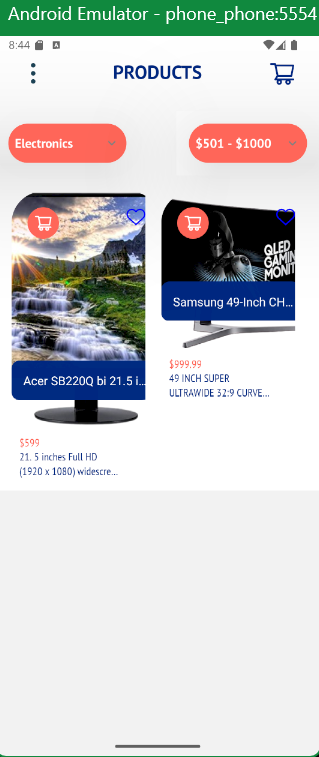 Android Emulator - phone_phone:5554
8:44
PRODUCTS
Electronics
$501 - $1000
QLED
GAMIN
MONIT
Samsung 49-Inch CH...
Acer SB220Q bi 21.5 i...
$999.99
49 INCH SUPER
ULTRAWIDE 32:9 CURVE...
$599
21. 5 inches Full HD
(1920 x 1080) widescre...